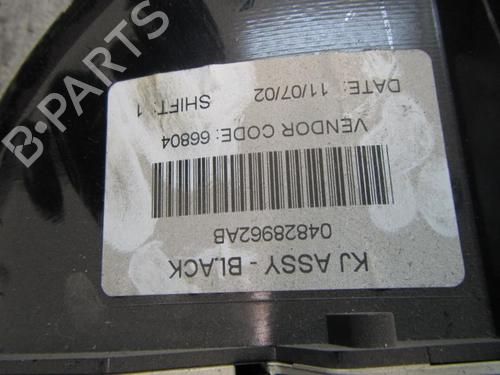 KJ ASSY - BLACK
04828962AB
VENDOR CODE: 66804
DATE: 11/07/02 SHIFT: 1
B-PARTS